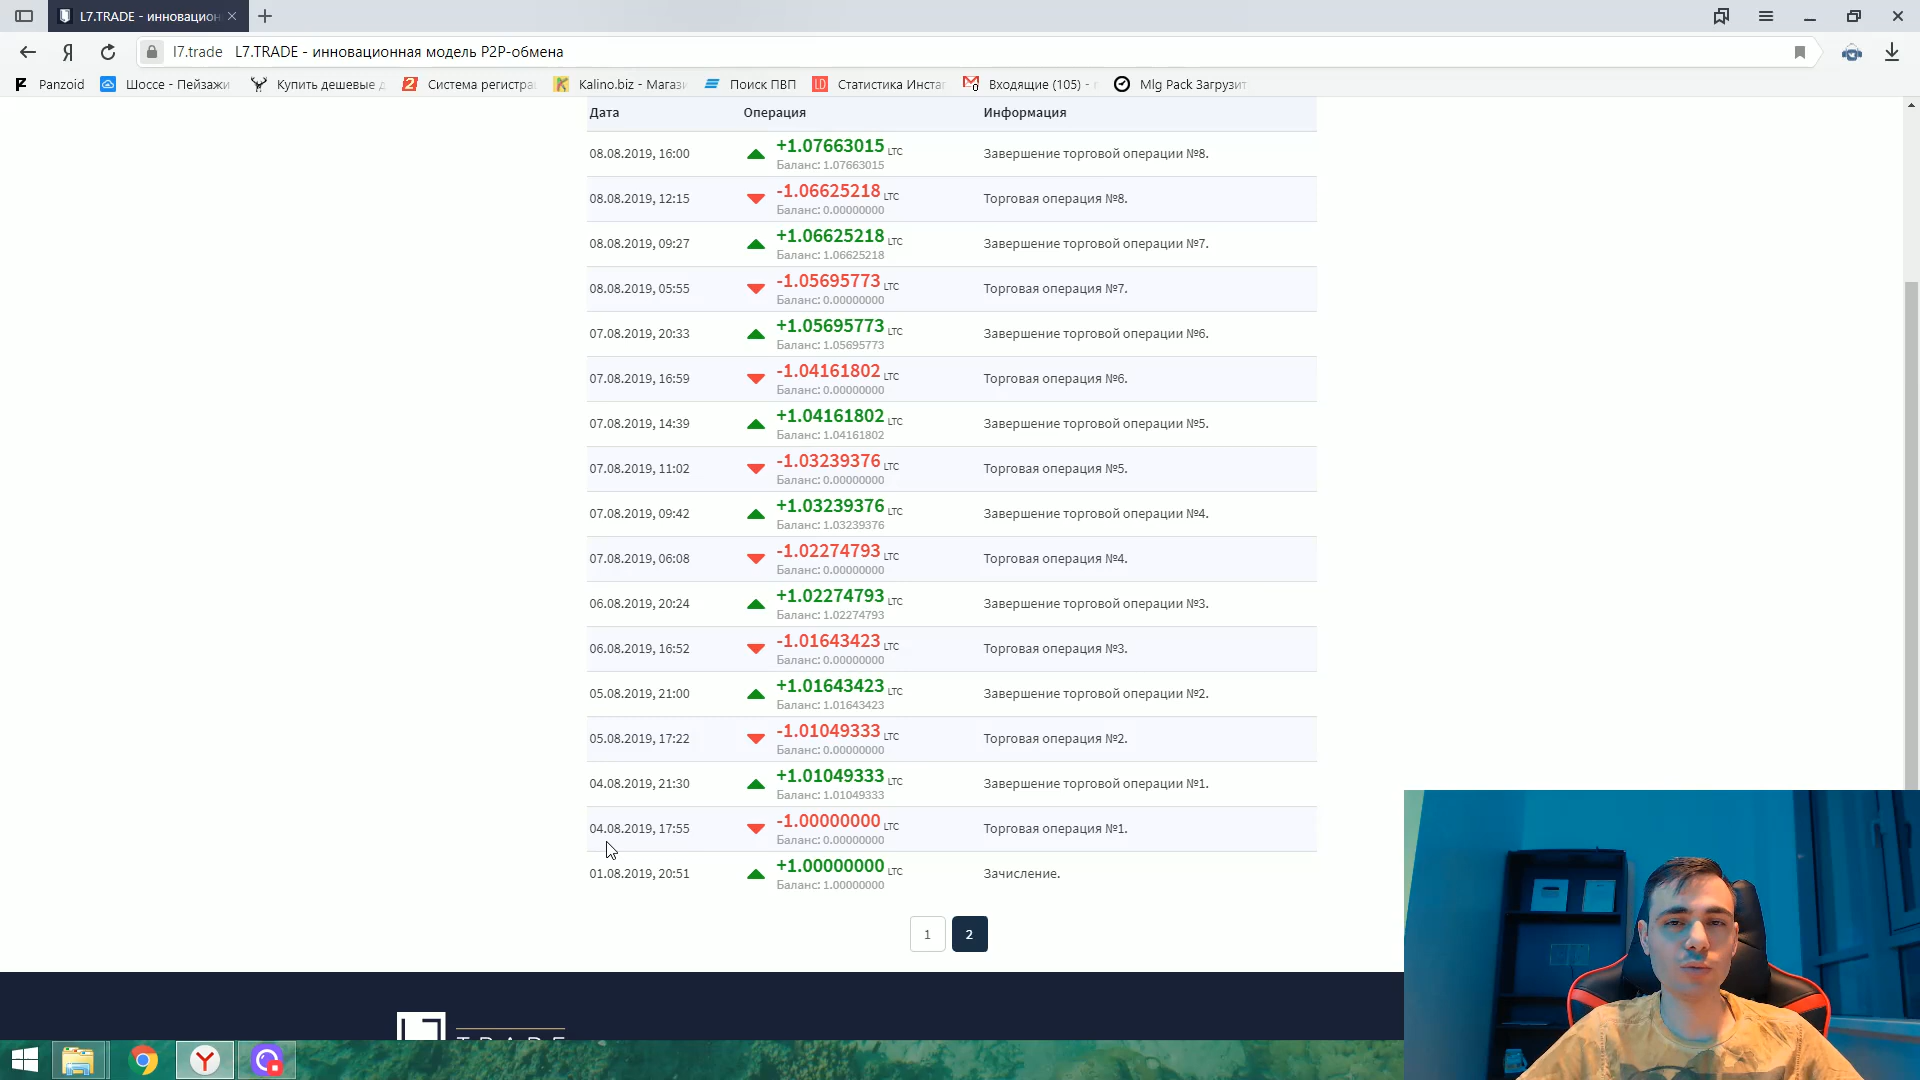 L7.TRADE - инновацион
l7.trade L7.TRADE - инновационная модель P2P-обмена
Panzoid Шоссе - Пейзажи Купить дешевые д Система регистра Kalino.biz - Магази Поиск ПВП Статистика Инстаг Входящие (105) - Mlg Pack Загрузит
Дата Операция Информация
08.08.2019, 16:00 +1.07663015 LTC Завершение торговой операции №8.
Баланс: 1.07663015
08.08.2019, 12:15 -1.06625218 LTC Торговая операция №8.
Баланс: 0.00000000
08.08.2019, 09:27 +1.06625218 LTC Завершение торговой операции №7.
Баланс: 1.06625218
08.08.2019, 05:55 -1.05695773 LTC Торговая операция №7.
Баланс: 0.00000000
07.08.2019, 20:33 +1.05695773 LTC Завершение торговой операции №6.
Баланс: 1.05695773
07.08.2019, 16:59 -1.04161802 LTC Торговая операция №6.
Баланс: 0.00000000
07.08.2019, 14:39 +1.04161802 LTC Завершение торговой операции №5.
Баланс: 1.04161802
07.08.2019, 11:02 -1.03239376 LTC Торговая операция №5.
Баланс: 0.00000000
07.08.2019, 09:42 +1.03239376 LTC Завершение торговой операции №4.
Баланс: 1.03239376
07.08.2019, 06:08 -1.02274793 LTC Торговая операция №4.
Баланс: 0.00000000
06.08.2019, 20:24 +1.02274793 LTC Завершение торговой операции №3.
Баланс: 1.02274793
06.08.2019, 16:52 -1.01643423 LTC Торговая операция №3.
Баланс: 0.00000000
05.08.2019, 21:00 +1.01643423 LTC Завершение торговой операции №2.
Баланс: 1.01643423
05.08.2019, 17:22 -1.01049333 LTC Торговая операция №2.
Баланс: 0.00000000
04.08.2019, 21:30 +1.01049333 LTC Завершение торговой операции №1.
Баланс: 1.01049333
04.08.2019, 17:55 -1.00000000 LTC Торговая операция №1.
Баланс: 0.00000000
01.08.2019, 20:51 +1.00000000 LTC Зачисление.
Баланс: 1.00000000
1 2